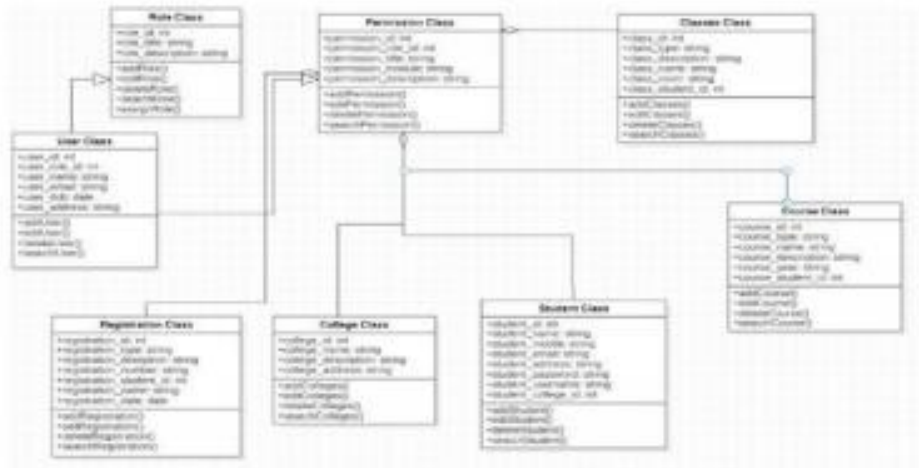 Role Class
+role_id: int
+role_title: string
+role_description: string
+addRole()
+editRole()
+deleteRole()
+searchRole()
+assignRole()
Permission Class
+permission_id: int
+permission_role_id: int
+permission_title: string
+permission_module: string
+permission_description: string
+addPermission()
+editPermission()
+deletePermission()
+searchPermission()
Classes Class
+class_id: int
+class_type: string
+class_description: string
+class_name: string
+class_room: string
+class_student_id: int
+addClasses()
+editClasses()
+deleteClasses()
+searchClasses()
User Class
+user_id: int
+user_role_id: int
+user_name: string
+user_email: string
+user_dob: date
+user_address: string
+addUser()
+editUser()
+deleteUser()
+searchUser()
Course Class
+course_id: int
+course_type: string
+course_name: string
+course_description: string
+course_year: string
+course_student_id: int
+addCourse()
+editCourse()
+deleteCourse()
+searchCourse()
Registration Class
+registration_id: int
+registration_type: string
+registration_description: string
+registration_number: string
+registration_student_id: int
+registration_name: string
+registration_date: date
+addRegistration()
+editRegistration()
+deleteRegistration()
+searchRegistration()
College Class
+college_id: int
+college_name: string
+college_description: string
+college_address: string
+addColleges()
+editColleges()
+deleteColleges()
+searchColleges()
Student Class
+student_id: int
+student_name: string
+student_mobile: string
+student_email: string
+student_address: string
+student_password: string
+student_username: string
+student_college_id: int
+addStudent()
+editStudent()
+deleteStudent()
+searchStudent()